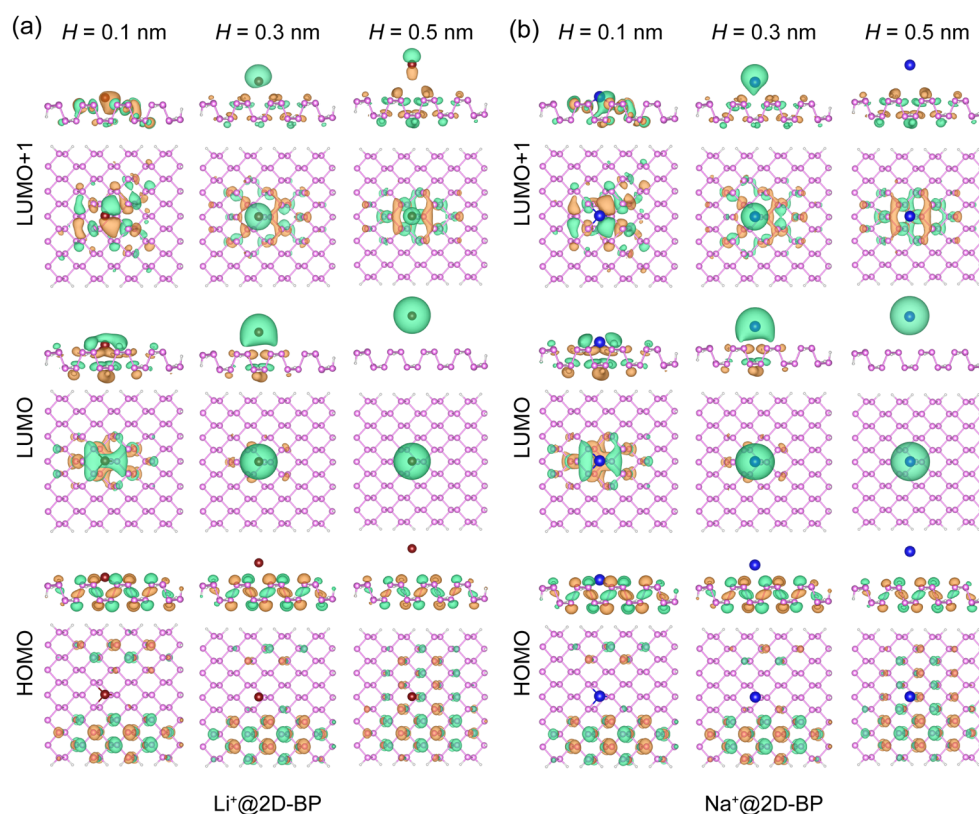 (a)
H = 0.1 nm H = 0.3 nm H = 0.5 nm
(b)
H = 0.1 nm H = 0.3 nm H = 0.5 nm
LUMO+1
LUMO+1
LUMO
LUMO
HOMO
HOMO
Li⁺@2D-BP
Na⁺@2D-BP